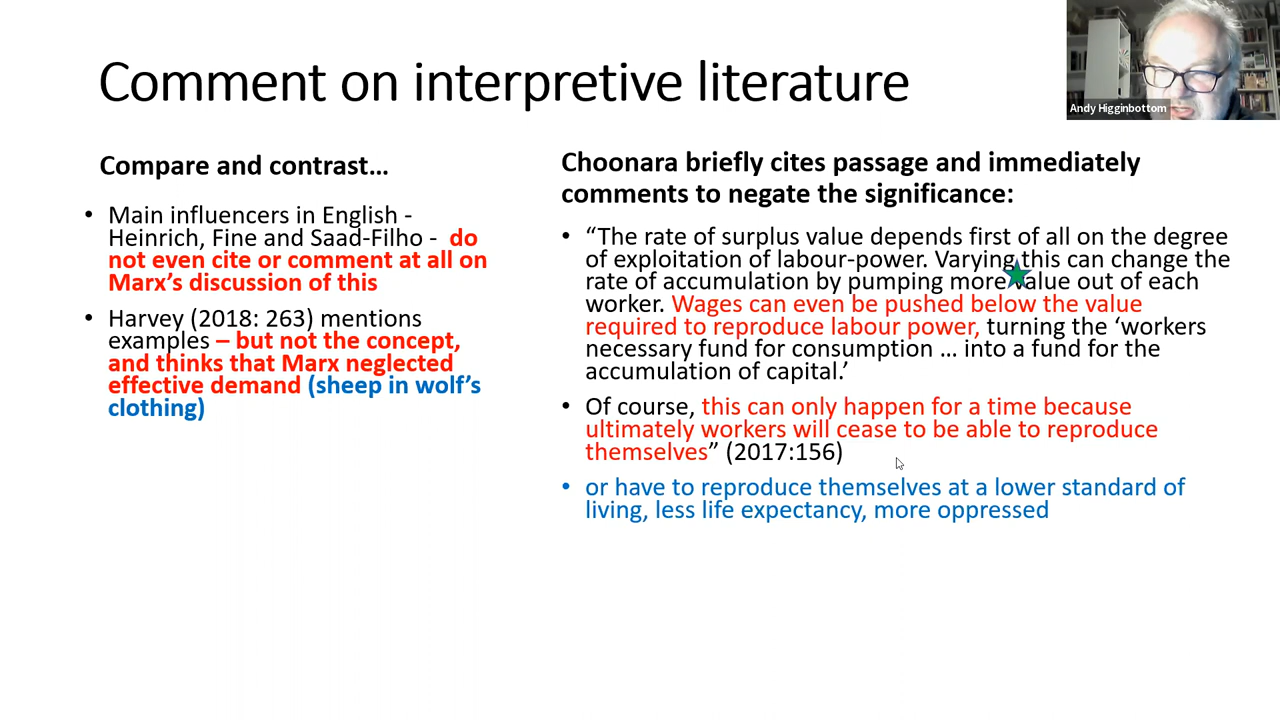 Comment on interpretive literature
Andy Higginbottom
Compare and contrast…
• Main influencers in English -
Heinrich, Fine and Saad-Filho - do
not even cite or comment at all on
Marx’s discussion of this
• Harvey (2018: 263) mentions
examples – but not the concept,
and thinks that Marx neglected
effective demand (sheep in wolf’s
clothing)
Choonara briefly cites passage and immediately
comments to negate the significance:
• “The rate of surplus value depends first of all on the degree
of exploitation of labour-power. Varying this can change the
rate of accumulation by pumping more value out of each
worker. Wages can even be pushed below the value
required to reproduce labour power, turning the ‘workers
necessary fund for consumption … into a fund for the
accumulation of capital.’
• Of course, this can only happen for a time because
ultimately workers will cease to be able to reproduce
themselves” (2017:156)
• or have to reproduce themselves at a lower standard of
living, less life expectancy, more oppressed